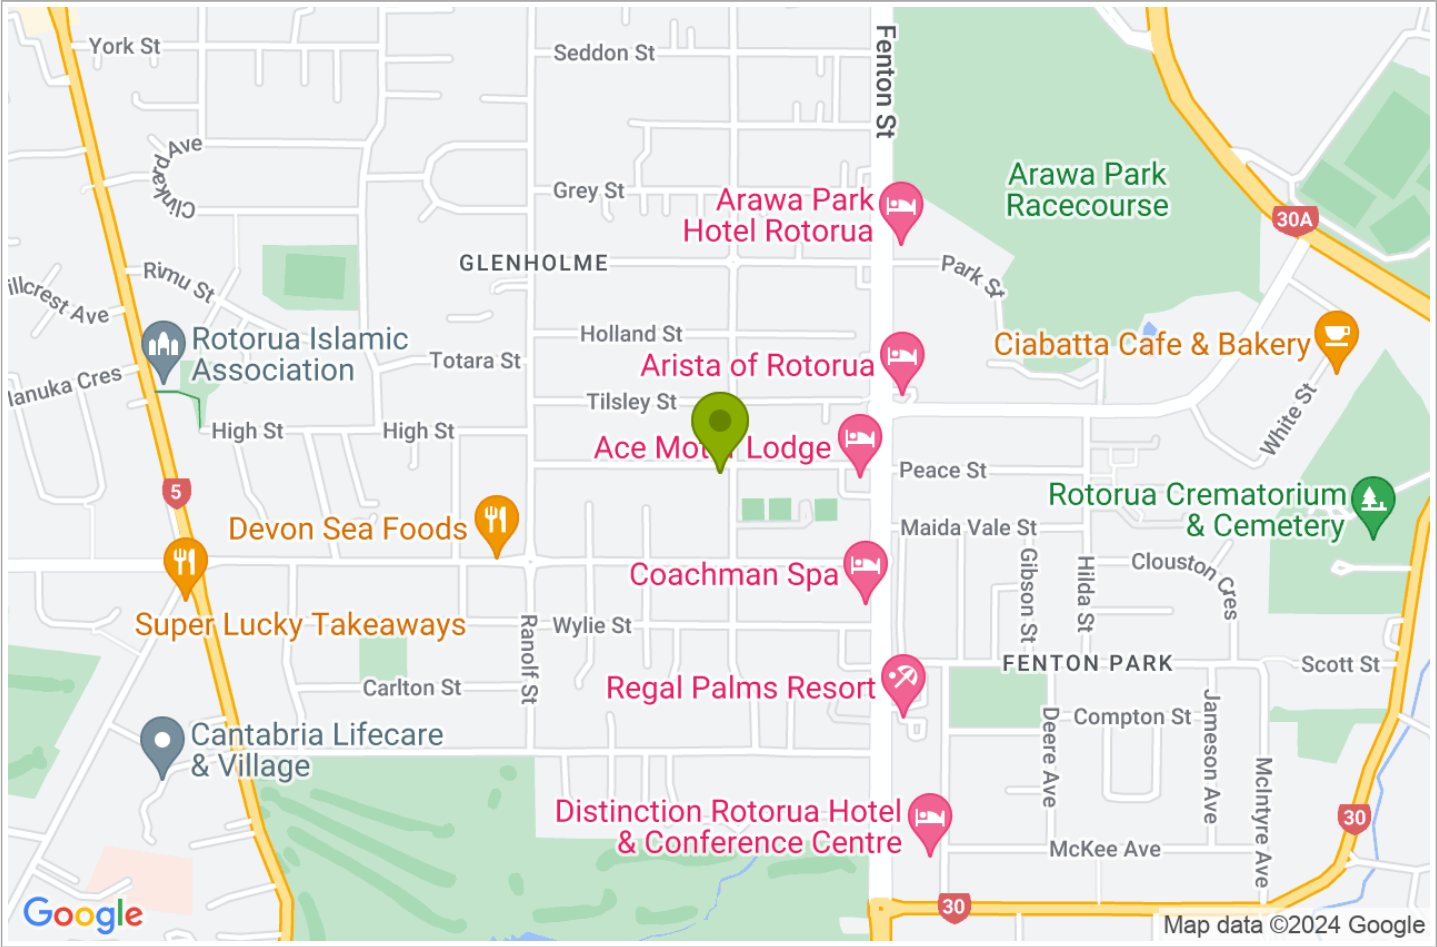 York St
Seddon St
Fenton St
Clinkard Ave
Grey St
Arawa Park
Hotel Rotorua
Arawa Park
Racecourse
30A
GLENHOLME
Park St
Rimu St
illcrest Ave
Rotorua Islamic
Association
Holland St
Totara St
Arista of Rotorua
Ciabatta Cafe & Bakery
anuka Cres
Tilsley St
High St
High St
Ace Lodge
White St
Peace St
5
Rotorua Crematorium
& Cemetery
Devon Sea Foods
Maida Vale St
Coachman Spa
Gibson St
Hilda St
Clouston Cres
Super Lucky Takeaways
Ranolf St
Wylie St
FENTON PARK
Scott St
Carlton St
Regal Palms Resort
Deere Ave
Compton St
Jameson Ave
McIntyre Ave
Cantabria Lifecare
& Village
Distinction Rotorua Hotel
& Conference Centre
30
McKee Ave
30
Google
Map data ©2024 Google